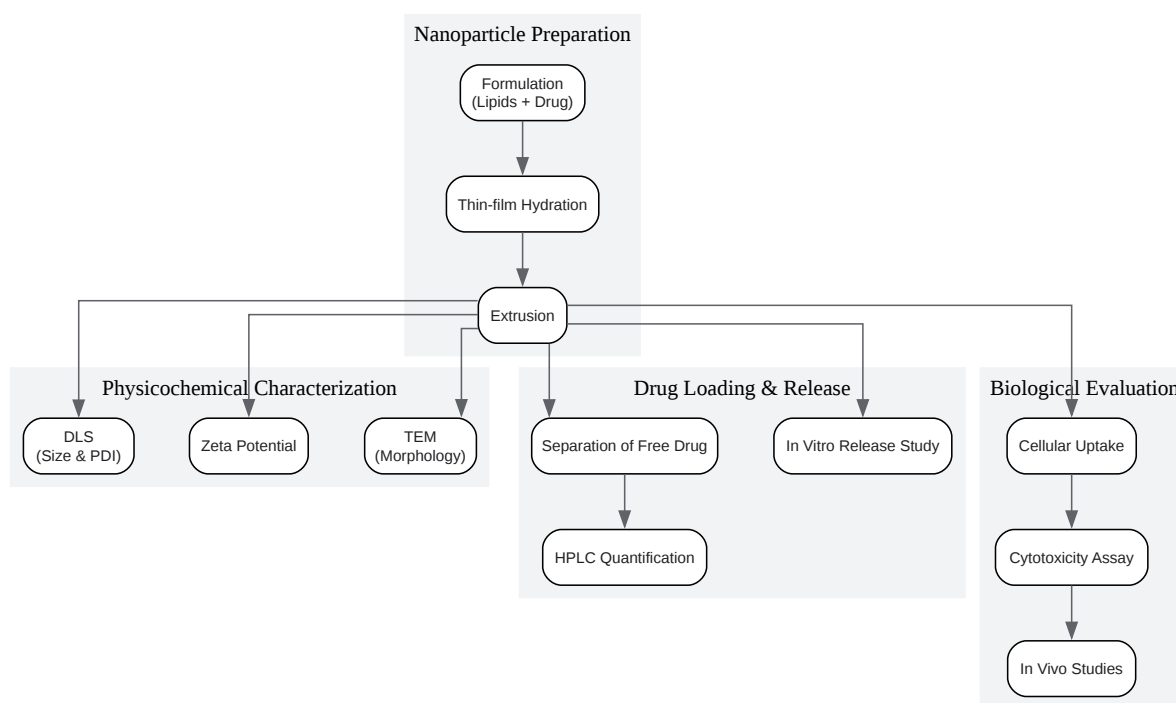 Nanoparticle Preparation
Formulation
(Lipids + Drug)
Thin-film Hydration
Extrusion
Physicochemical Characterization
DLS
(Size & PDI)
Zeta Potential
TEM
(Morphology)
Drug Loading & Release
Separation of Free Drug
In Vitro Release Study
HPLC Quantification
Biological Evaluation
Cellular Uptake
Cytotoxicity Assay
In Vivo Studies